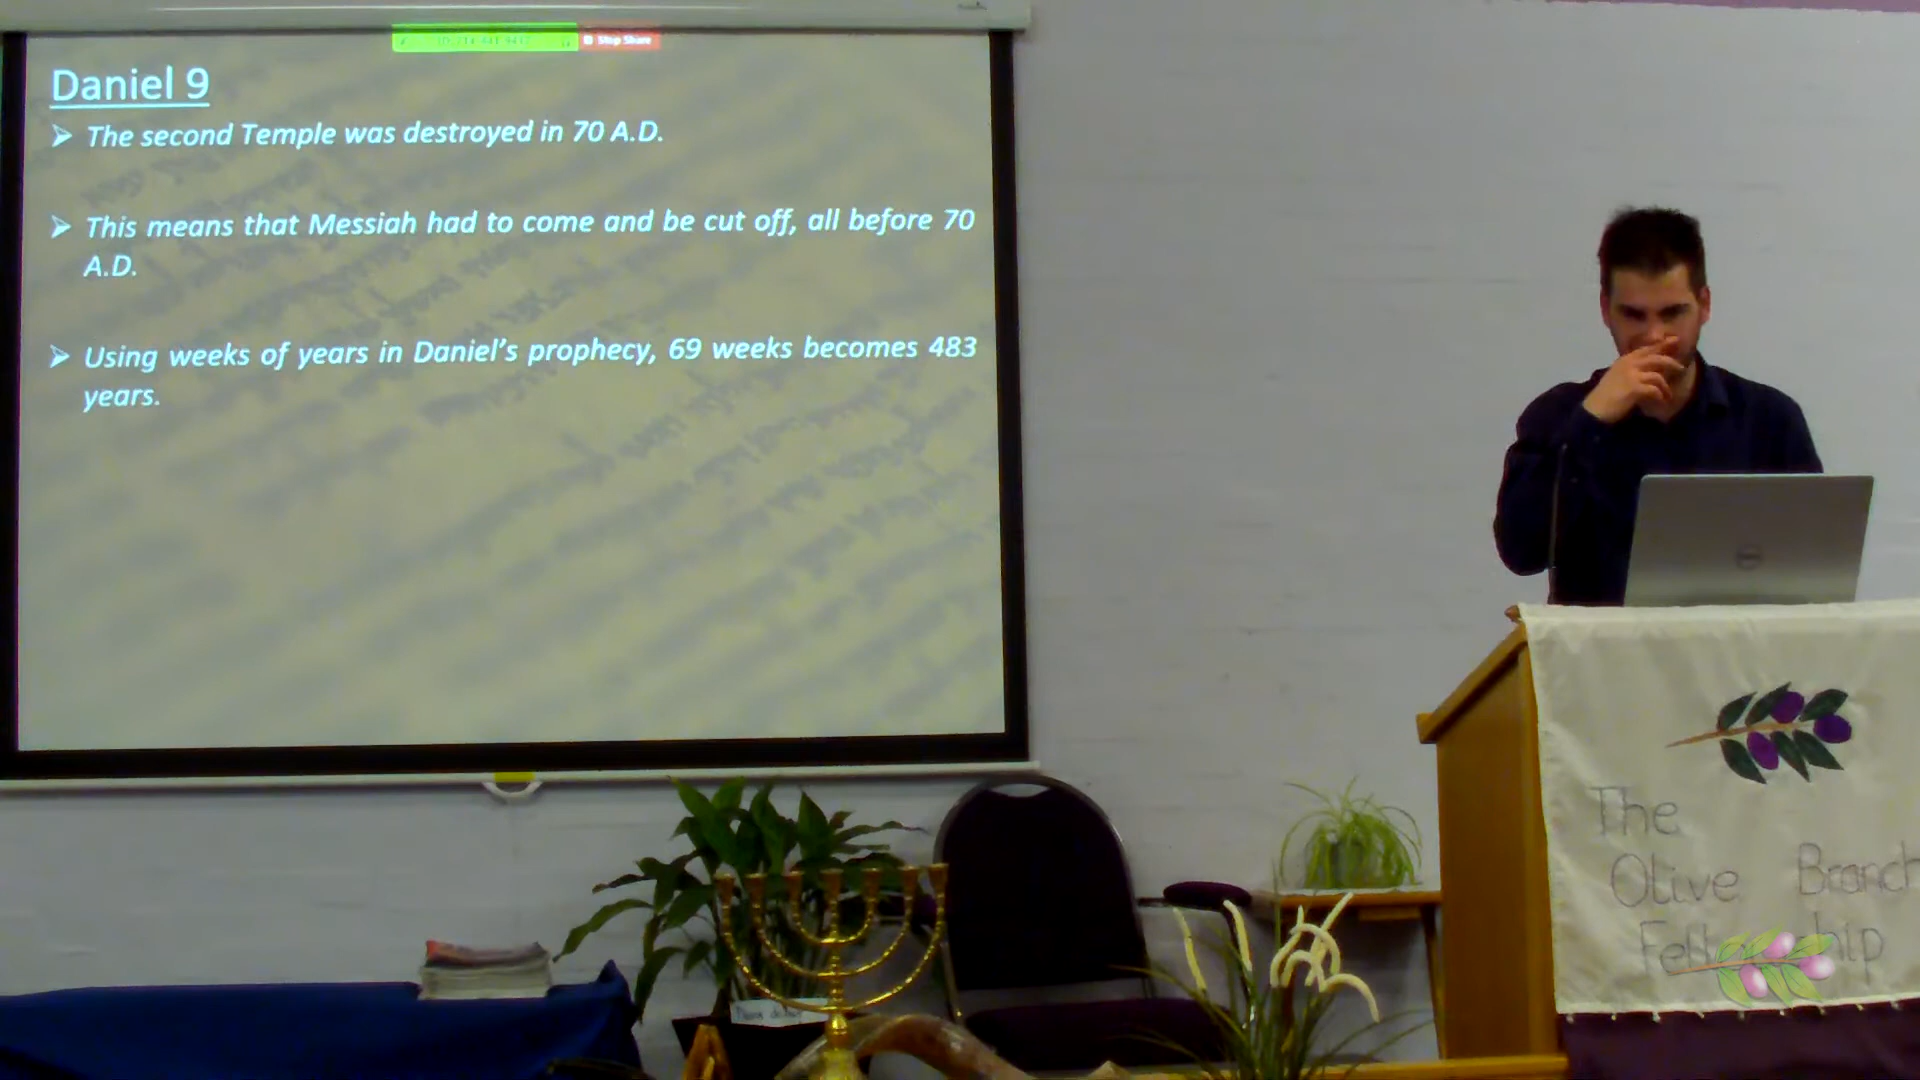 Stop Share
Daniel 9
➢ The second Temple was destroyed in 70 A.D.
➢ This means that Messiah had to come and be cut off, all before 70
A.D.
➢ Using weeks of years in Daniel's prophecy, 69 weeks becomes 483
years.
The
Olive Branch